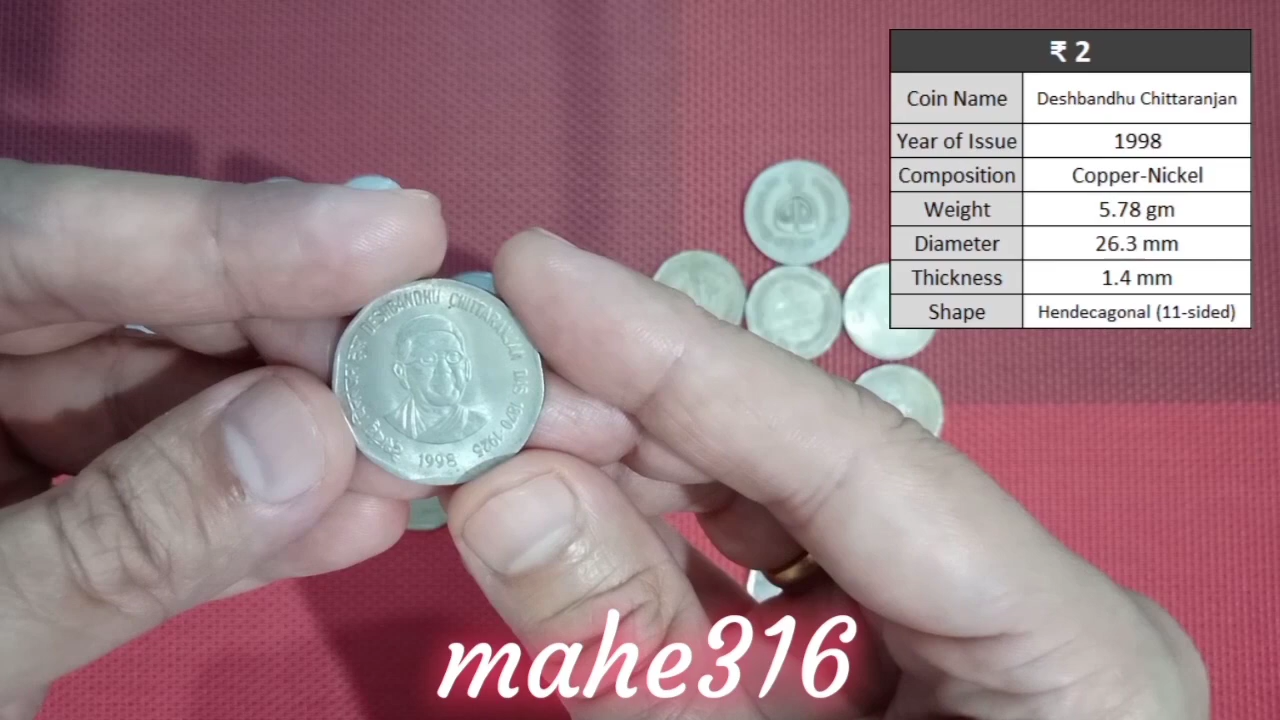 ₹ 2
Coin Name Deshbandhu Chittaranjan
Year of Issue 1998
Composition Copper-Nickel
Weight 5.78 gm
Diameter 26.3 mm
Thickness 1.4 mm
Shape Hendecagonal (11-sided)
DESHBANDHU CHITTARANJAN DAS 1870-1925
1998
mahe316